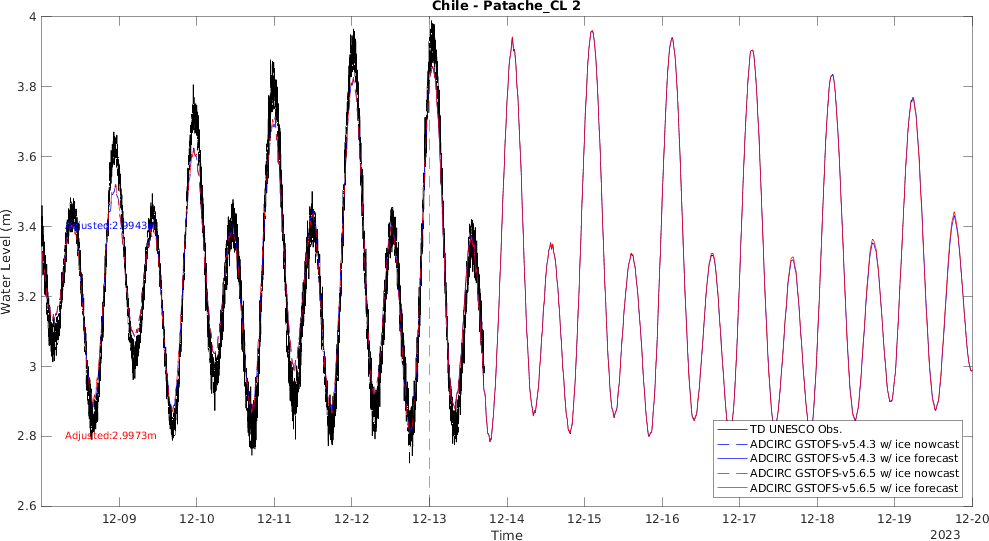 Chile - Patache_CL 2
Water Level (m)
4
3.8
3.6
3.4
3.2
3
2.8
2.6
Adjusted:2.9943m
Adjusted:2.9973m
TD UNESCO Obs.
ADCIRC GSTOFS-v5.4.3 w/ ice nowcast
ADCIRC GSTOFS-v5.4.3 w/ ice forecast
ADCIRC GSTOFS-v5.6.5 w/ ice nowcast
ADCIRC GSTOFS-v5.6.5 w/ ice forecast
12-09 12-10 12-11 12-12 12-13 12-14 12-15 12-16 12-17 12-18 12-19 12-20
Time
2023